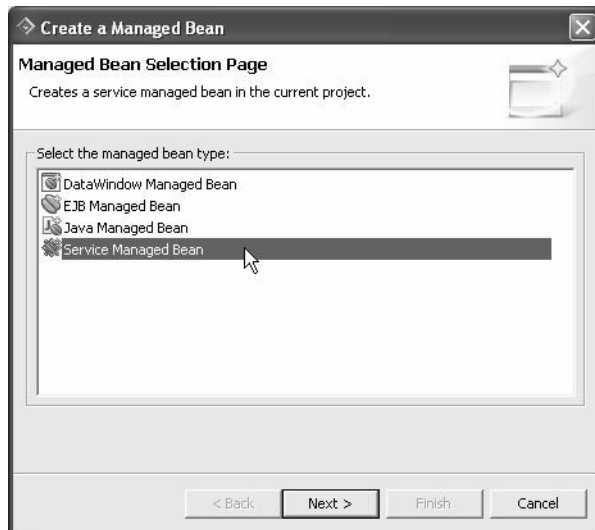 Create a Managed Bean
Managed Bean Selection Page
Creates a service managed bean in the current project.
Select the managed bean type:
DataWindow Managed Bean
EJB Managed Bean
Java Managed Bean
Service Managed Bean
< Back Next > Finish Cancel